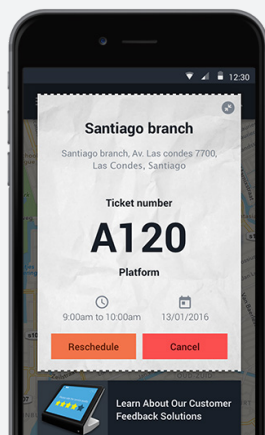 12:30
Santiago branch
Santiago branch, Av. Las condes 7700,
Las Condes, Santiago
Ticket number
A120
Platform
9:00am to 10:00am
13/01/2016
Reschedule
Cancel
Learn About Our Customer
Feedback Solutions